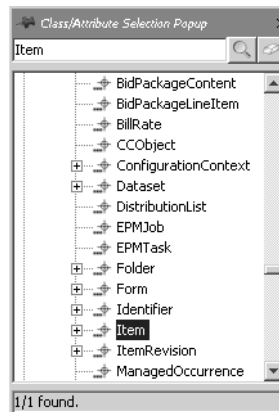 Class/Attribute Selection Popup
Item
BidPackageContent
BidPackageLineItem
BillRate
CCObject
ConfigurationContext
Dataset
DistributionList
EPMJob
EPMTask
Folder
Form
Identifier
Item
ItemRevision
ManagedOccurrence
1/1 found.